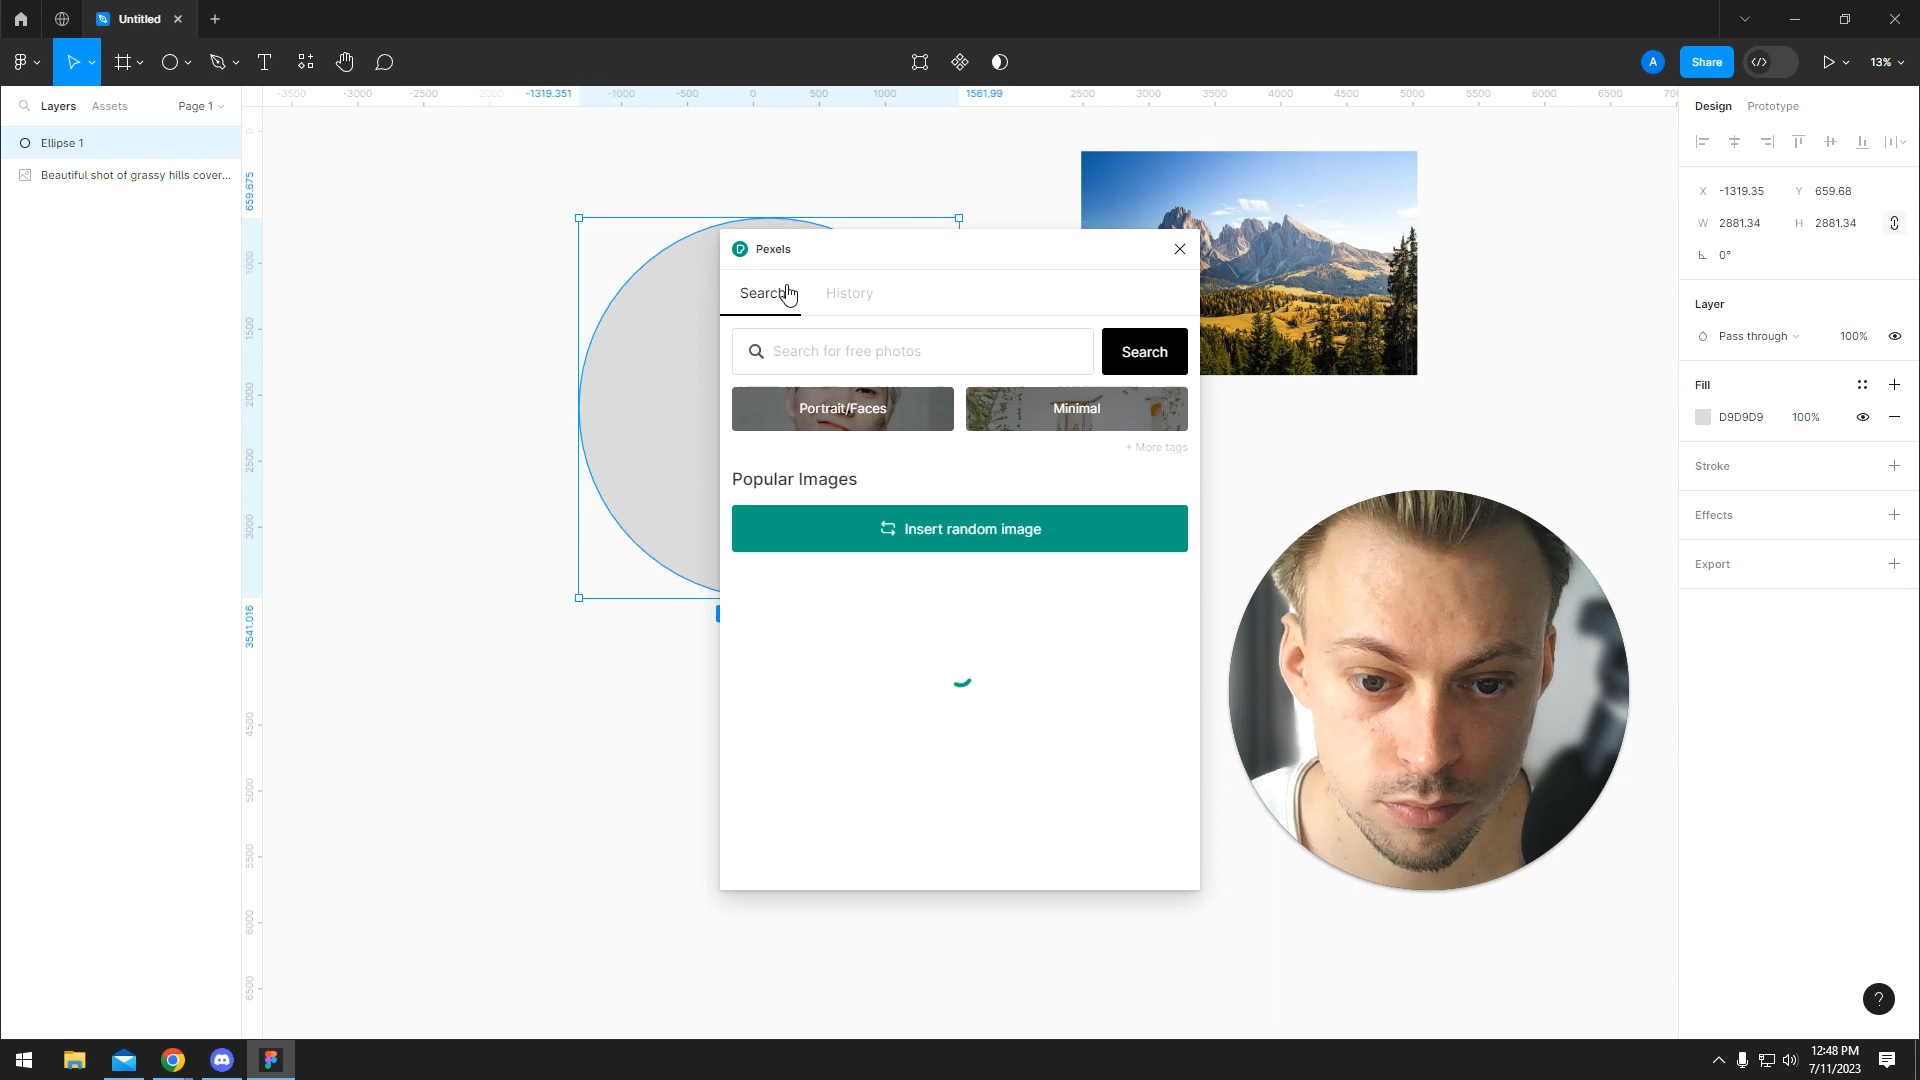 Untitled
A
Share
13%
Layers
Assets
Page 1
-3500
-3000
-2500
-2000
-1319.351
-1000
-500
0
500
1000
1561.99
2500
3000
3500
4000
4500
5000
5500
6000
6500
Design
Prototype
Ellipse 1
Beautiful shot of grassy hills cover...
0
659.675
1000
1500
2000
2500
3000
3541.016
4500
5000
5500
6000
6500
Pexels
Search
History
Search for free photos
Search
Portrait/Faces
Minimal
+ More tags
Popular Images
Insert random image
X -1319.35
Y 659.68
W 2881.34
H 2881.34
0°
Layer
Pass through
100%
Fill
D9D9D9
100%
Stroke
Effects
Export
?
12:48 PM
7/11/2023